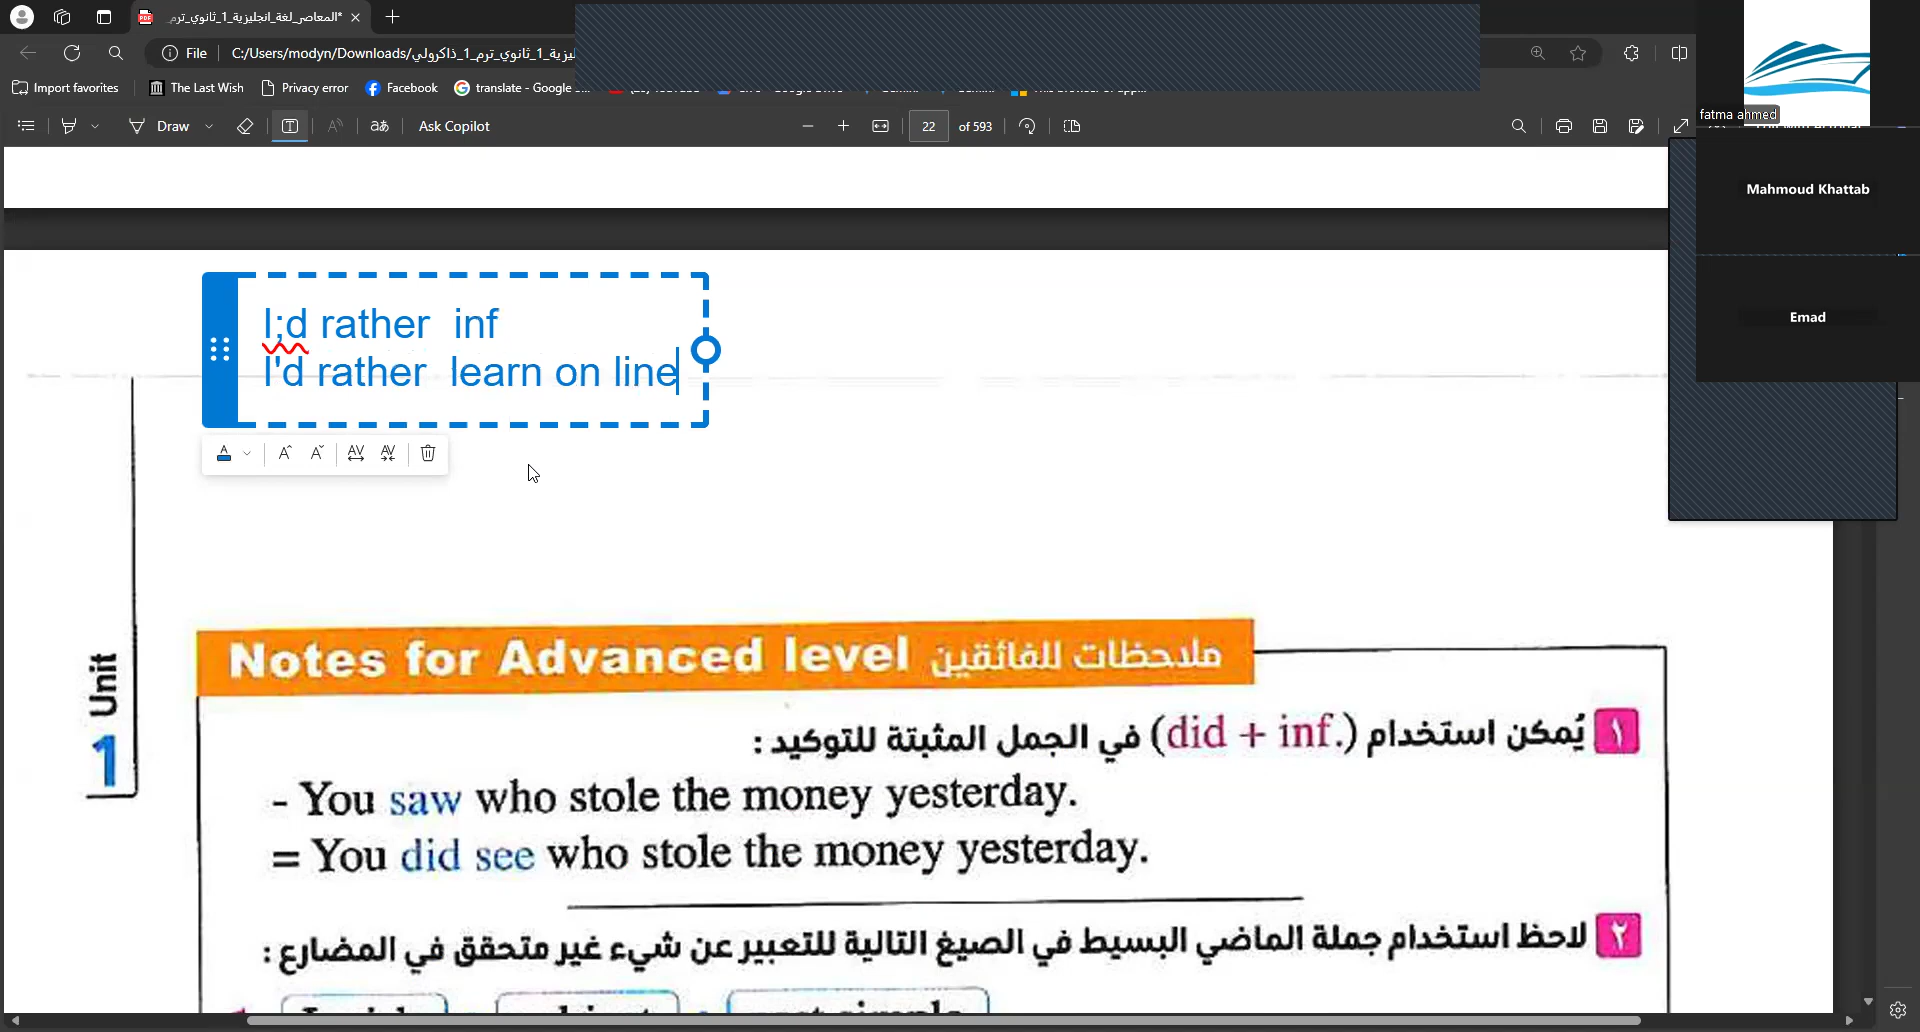 *المعاصر_لغة_انجليزية_1_ثانوي_ترم_
File
C:/Users/modyn/Downloads/
Import favorites
The Last Wish
Privacy error
Facebook
translate - Google
Draw
aあ
Ask Copilot
22
of 593
fatma ahmed
Mahmoud Khattab
Emad
I;d rather inf
I'd rather learn on line
Unit
1
Notes for Advanced level ملاحظات للفائقين
١ يُمكن استخدام (did + inf.) في الجمل المثبتة للتوكيد :
- You saw who stole the money yesterday.
= You did see who stole the money yesterday.
٢ لاحظ استخدام جملة الماضي البسيط في الصيغ التالية للتعبير عن شيء غير متحقق في المضارع :